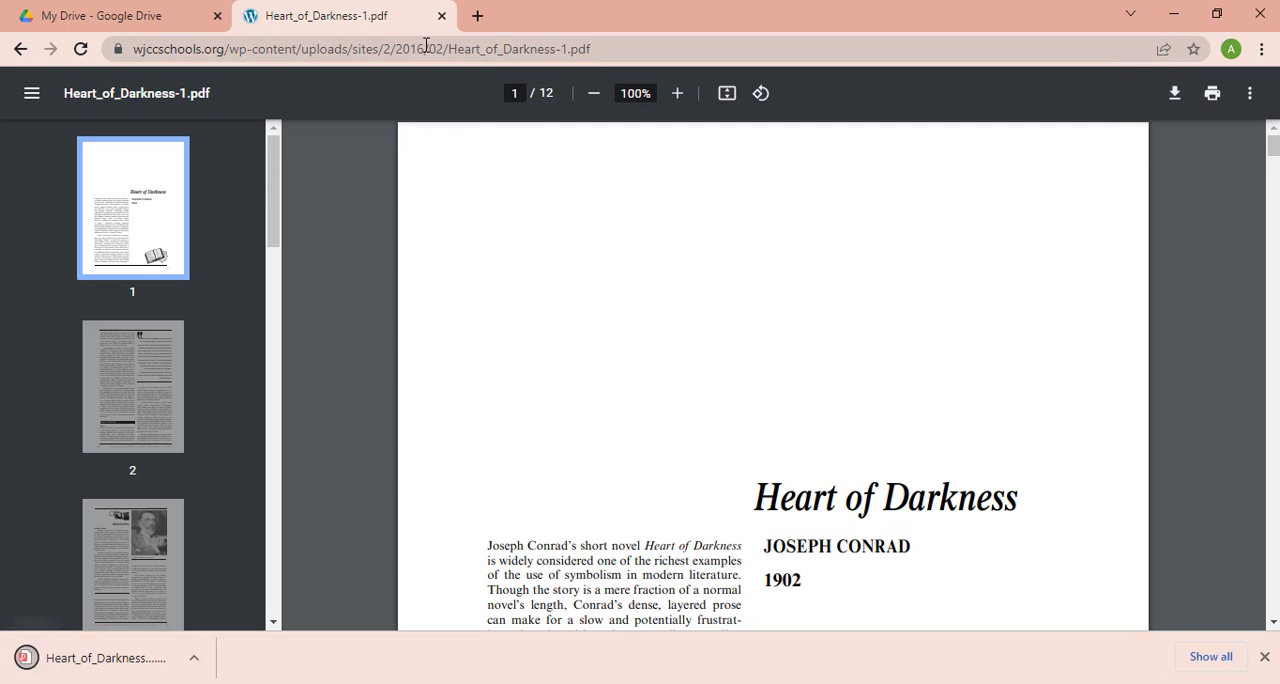 My Drive - Google Drive
Heart_of_Darkness-1.pdf
wjccschools.org/wp-content/uploads/sites/2/2016/02/Heart_of_Darkness-1.pdf
A
Heart_of_Darkness-1.pdf
1 / 12
100%
1
2
Heart of Darkness
JOSEPH CONRAD
1902
Joseph Conrad's short novel Heart of Darkness
is widely considered one of the richest examples
of the use of symbolism in modern literature.
Though the story is a mere fraction of a normal
novel's length, Conrad's dense, layered prose
can make for a slow and potentially frustrat-
Heart_of_Darkness.......
Show all